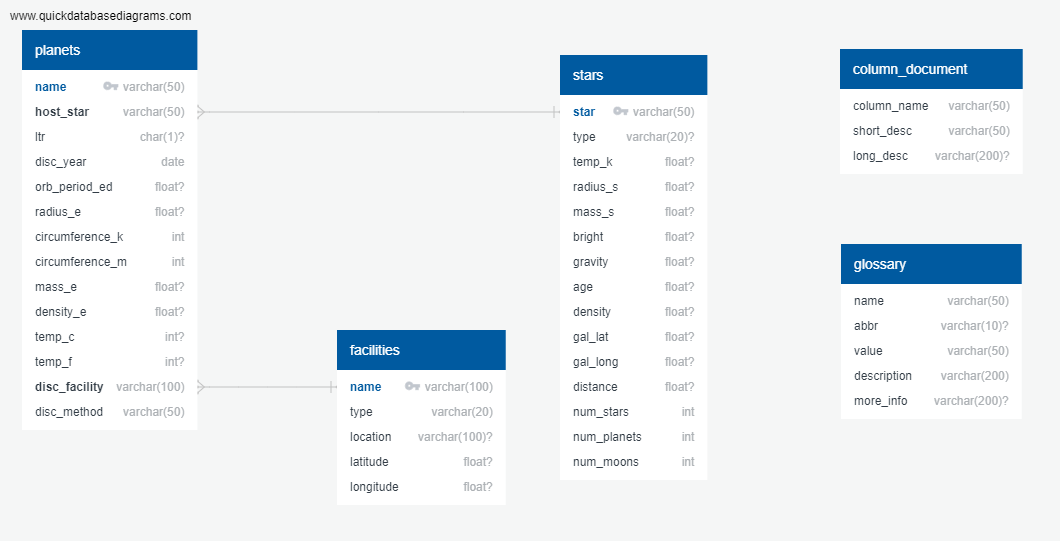 www.quickdatabasediagrams.com
planets
name varchar(50)
host_star varchar(50)
ltr char(1)?
disc_year date
orb_period_ed float?
radius_e float?
circumference_k int
circumference_m int
mass_e float?
density_e float?
temp_c int?
temp_f int?
disc_facility varchar(100)
disc_method varchar(50)
facilities
name varchar(100)
type varchar(20)
location varchar(100)?
latitude float?
longitude float?
stars
star varchar(50)
type varchar(20)?
temp_k float?
radius_s float?
mass_s float?
bright float?
gravity float?
age float?
density float?
gal_lat float?
gal_long float?
distance float?
num_stars int
num_planets int
num_moons int
column_document
column_name varchar(50)
short_desc varchar(50)
long_desc varchar(200)?
glossary
name varchar(50)
abbr varchar(10)?
value varchar(50)
description varchar(200)
more_info varchar(200)?